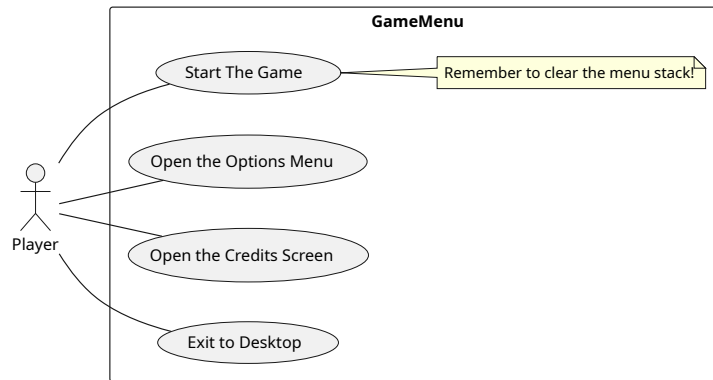 GameMenu
Start The Game
Remember to clear the menu stack!
Open the Options Menu
Player
Open the Credits Screen
Exit to Desktop